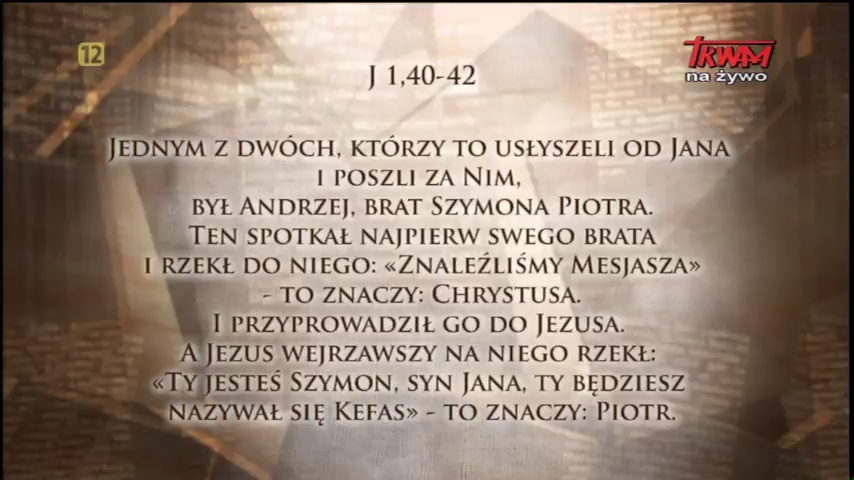 12
TRWAM
na żywo
J 1,40-42
Jednym z dwóch, którzy to usłyszeli od Jana
i poszli za Nim,
był Andrzej, brat Szymona Piotra.
Ten spotkał najpierw swego brata
i rzekł do niego: «Znaleźliśmy Mesjasza»
- to znaczy: Chrystusa.
I przyprowadził go do Jezusa.
A Jezus wejrzawszy na niego rzekł:
«Ty jesteś Szymon, syn Jana, ty będziesz
nazywał się Kefas» - to znaczy: Piotr.